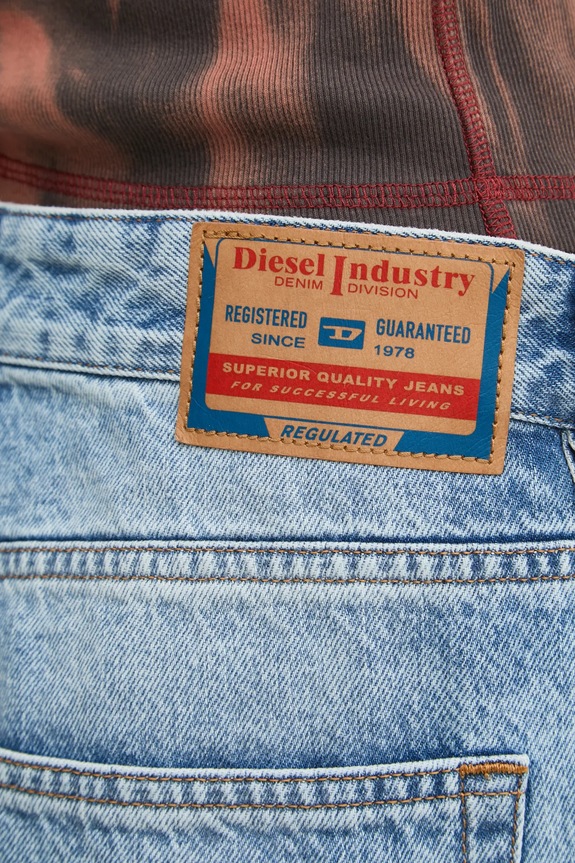 Diesel Industry
DENIM DIVISION
REGISTERED D GUARANTEED
SINCE 1978
SUPERIOR QUALITY JEANS
FOR SUCCESSFUL LIVING
REGULATED